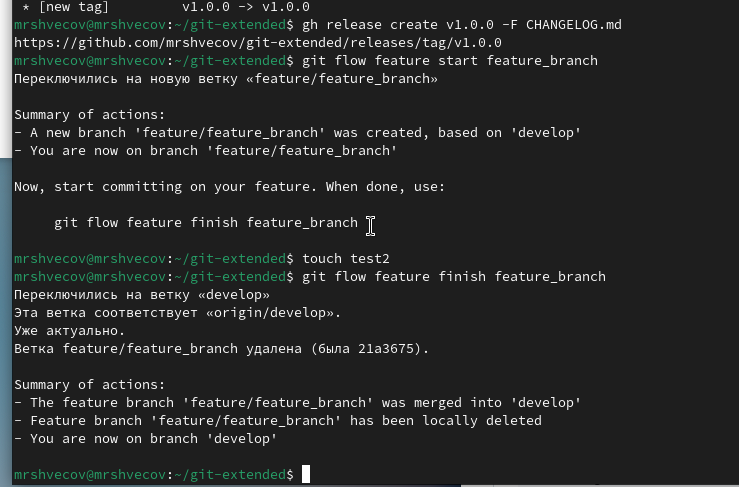 * [new tag]         v1.0.0 -> v1.0.0
mrshvecov@mrshvecov:~/git-extended$ gh release create v1.0.0 -F CHANGELOG.md
https://github.com/mrshvecov/git-extended/releases/tag/v1.0.0
mrshvecov@mrshvecov:~/git-extended$ git flow feature start feature_branch
Переключились на новую ветку «feature/feature_branch»
Summary of actions:
- A new branch 'feature/feature_branch' was created, based on 'develop'
- You are now on branch 'feature/feature_branch'
Now, start committing on your feature. When done, use:
git flow feature finish feature_branch
mrshvecov@mrshvecov:~/git-extended$ touch test2
mrshvecov@mrshvecov:~/git-extended$ git flow feature finish feature_branch
Переключились на ветку «develop»
Эта ветка соответствует «origin/develop».
Уже актуально.
Ветка feature/feature_branch удалена (была 21a3675).
Summary of actions:
- The feature branch 'feature/feature_branch' was merged into 'develop'
- Feature branch 'feature/feature_branch' has been locally deleted
- You are now on branch 'develop'
mrshvecov@mrshvecov:~/git-extended$